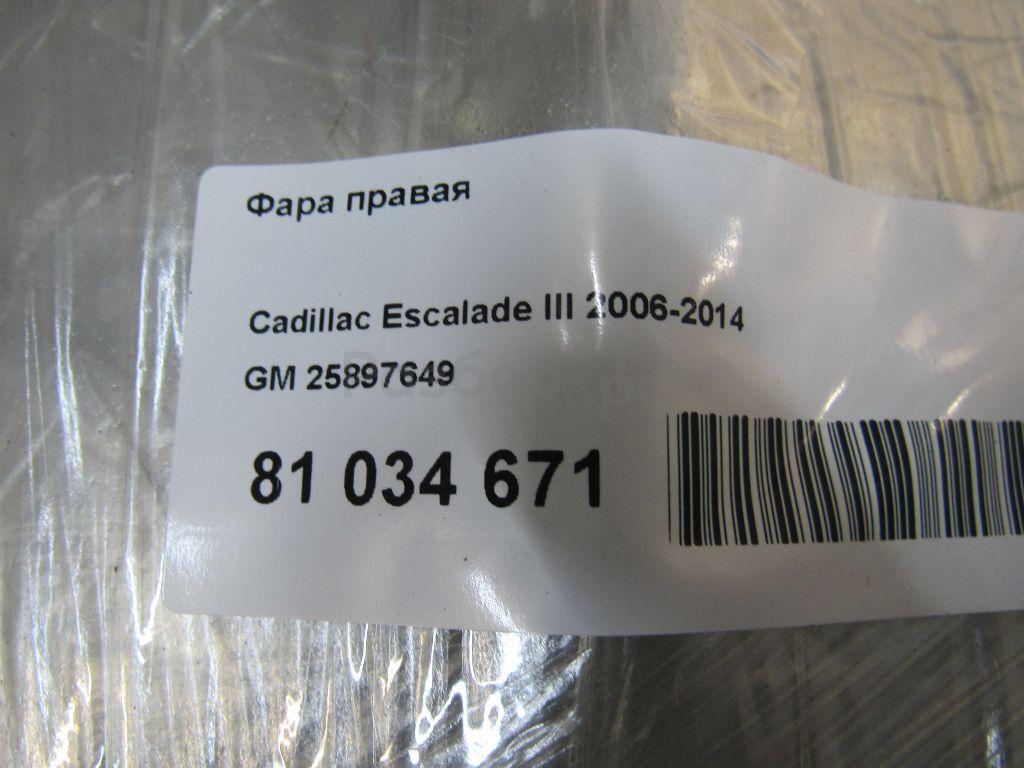 Фара правая
Cadillac Escalade III 2006-2014
GM 25897649
81 034 671